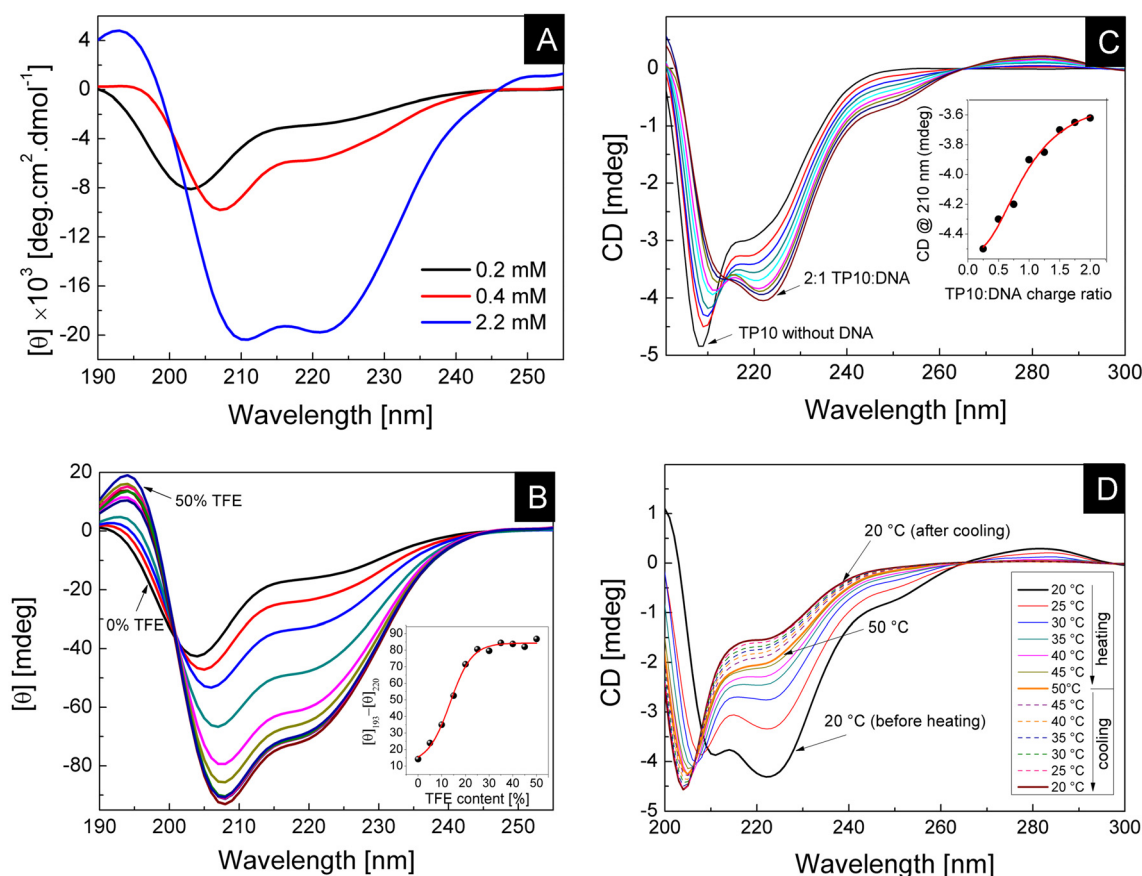 A
[θ] × 10³ [deg.cm².dmol⁻¹]
4
0
-4
-8
-12
-16
-20
0.2 mM
0.4 mM
2.2 mM
190 200 210 220 230 240 250
Wavelength [nm]
C
CD [mdeg]
0
-1
-2
-3
-4
-5
2:1 TP10:DNA
TP10 without DNA
CD @ 210 nm (mdeg)
-3.6
-3.8
-4.0
-4.2
-4.4
0.0 0.5 1.0 1.5 2.0
TP10:DNA charge ratio
220 240 260 280 300
Wavelength [nm]
B
[θ] [mdeg]
20
0
-20
-40
-60
-80
50% TFE
0% TFE
[θ]₁₉₃−[θ]₂₂₀
90
80
70
60
50
40
30
20
10
0 10 20 30 40 50
TFE content [%]
190 200 210 220 230 240 250
Wavelength [nm]
D
CD [mdeg]
1
0
-1
-2
-3
-4
-5
20 °C (after cooling)
50 °C
20 °C (before heating)
20 °C
25 °C
30 °C
35 °C
40 °C
45 °C
50°C
45 °C
40 °C
35 °C
30 °C
25 °C
20 °C
heating
cooling
200 220 240 260 280 300
Wavelength [nm]